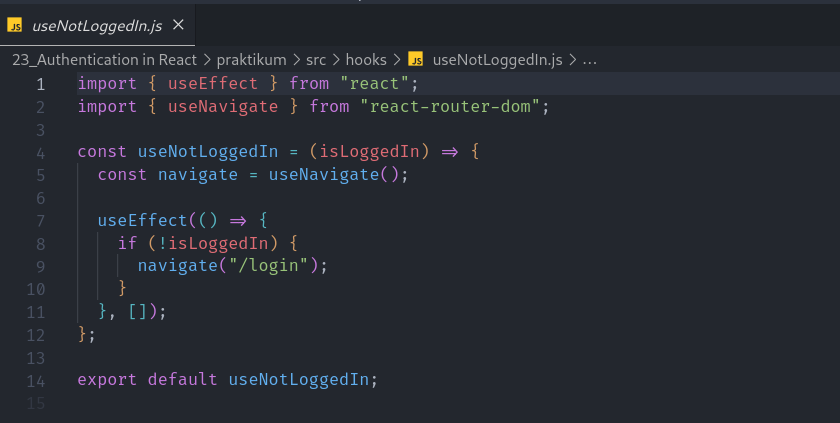 JS useNotLoggedIn.js ×
23_Authentication in React > praktikum > src > hooks > JS useNotLoggedIn.js > ...
1 import { useEffect } from "react";
2 import { useNavigate } from "react-router-dom";
3
4 const useNotLoggedIn = (isLoggedIn) => {
5 const navigate = useNavigate();
6
7 useEffect(() => {
8 if (!isLoggedIn) {
9 navigate("/login");
10 }
11 }, []);
12 };
13
14 export default useNotLoggedIn;
15